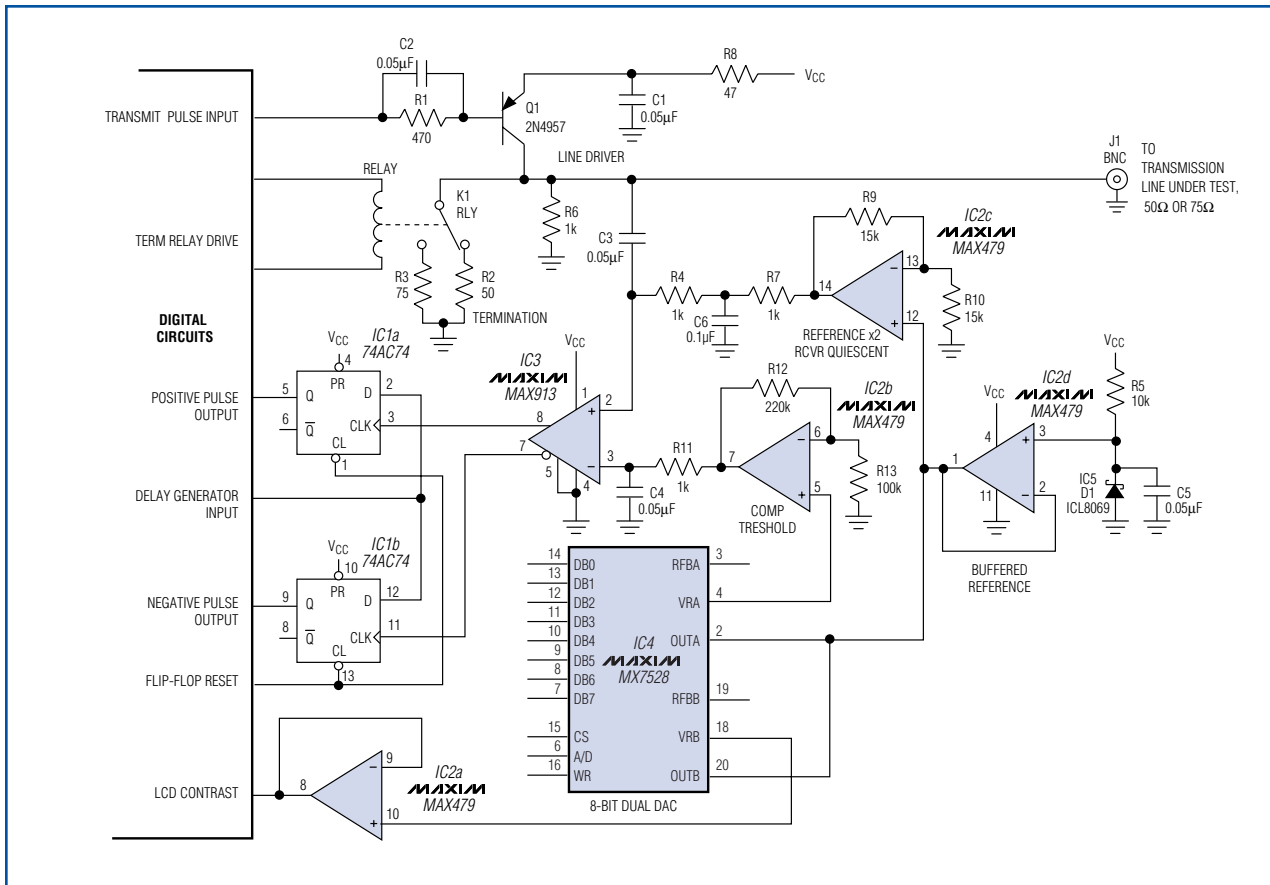 C2
0.05µF
R1
470
TRANSMIT PULSE INPUT
Q1
2N4957
C1
0.05µF
R8
47
VCC
LINE DRIVER
J1
BNC
TO
TRANSMISSION
LINE UNDER TEST,
50Ω OR 75Ω
RELAY
K1
RLY
R6
1k
C3
0.05µF
TERM RELAY DRIVE
R3
75
R2
50
TERMINATION
R4
1k
C6
0.1µF
R7
1k
R9
15k
IC2c
MAXIM
MAX479
14
13
12
R10
15k
REFERENCE x2
RCVR QUIESCENT
DIGITAL
CIRCUITS
IC1a
74AC74
VCC
4
PR
D
2
5
Q
6
Q
CLK
3
CL
1
POSITIVE PULSE
OUTPUT
IC3
MAXIM
MAX913
1
2
+
8
7
3
−
5
4
R12
220k
IC2b
MAXIM
MAX479
6
7
5
R11
1k
C4
0.05µF
R13
100k
COMP
TRESHOLD
VCC
R5
10k
IC2d
MAXIM
MAX479
VCC
4
3
+
1
2
−
11
IC5
D1
ICL8069
C5
0.05µF
BUFFERED
REFERENCE
DELAY GENERATOR
INPUT
IC1b
74AC74
VCC
10
PR
D
12
9
Q
8
Q
CLK
11
CL
13
NEGATIVE PULSE
OUTPUT
FLIP-FLOP RESET
14 DB0 RFBA 3
13 DB1
12 DB2 VRA 4
11 DB3
10 DB4 OUTA 2
9 DB5
8 DB6
7 DB7 RFBB 19
15 CS VRB 18
6 A/D
16 WR OUTB 20
IC4
MAXIM
MX7528
8-BIT DUAL DAC
LCD CONTRAST
8
9
−
10
+
IC2a
MAXIM
MAX479